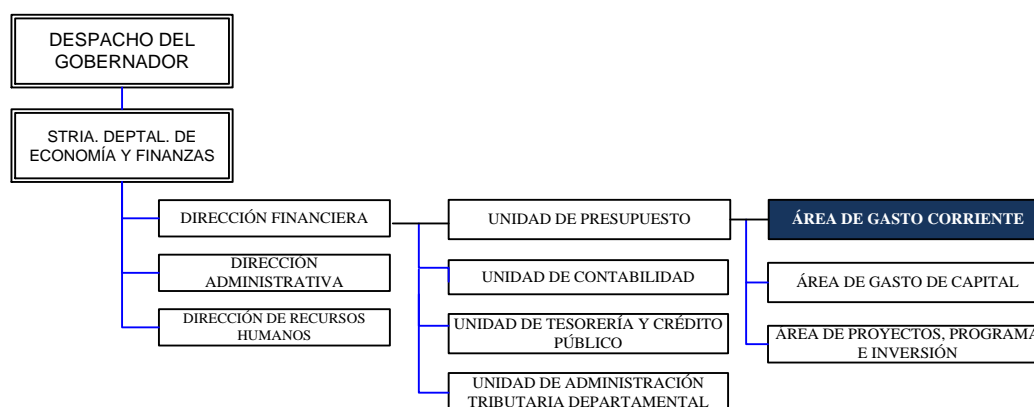 DESPACHO DEL
GOBERNADOR
STRIA. DEPTAL. DE
ECONOMÍA Y FINANZAS
DIRECCIÓN FINANCIERA
DIRECCIÓN
ADMINISTRATIVA
DIRECCIÓN DE RECURSOS
HUMANOS
UNIDAD DE PRESUPUESTO
UNIDAD DE CONTABILIDAD
UNIDAD DE TESORERÍA Y CRÉDITO
PÚBLICO
UNIDAD DE ADMINISTRACIÓN
TRIBUTARIA DEPARTAMENTAL
ÁREA DE GASTO CORRIENTE
ÁREA DE GASTO DE CAPITAL
ÁREA DE PROYECTOS, PROGRAMA
E INVERSIÓN